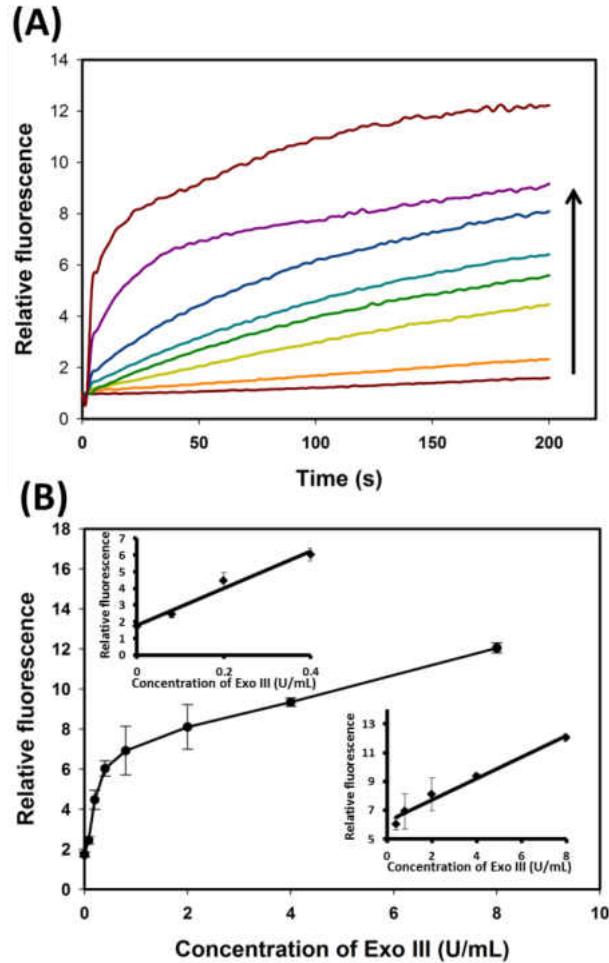 (A)
14
12
10
8
6
4
2
0
Relative fluorescence
0 50 100 150 200
Time (s)
(B)
18
16
14
12
10
8
6
4
2
0
Relative fluorescence
0 2 4 6 8 10
Concentration of Exo III (U/mL)
7
6
5
4
3
2
1
0
Relative fluorescence
0 0.2 0.4
Concentration of Exo III (U/mL)
13
11
9
7
5
Relative fluorescence
0 2 4 6 8
Concentration of Exo III (U/mL)